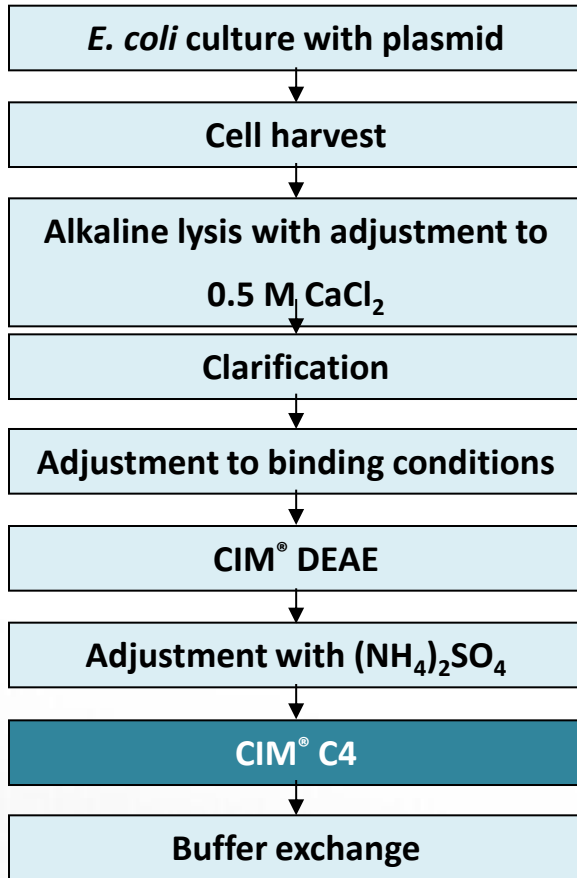 E. coli culture with plasmid
Cell harvest
Alkaline lysis with adjustment to
0.5 M CaCl₂
Clarification
Adjustment to binding conditions
CIM® DEAE
Adjustment with (NH₄)₂SO₄
CIM® C4
Buffer exchange